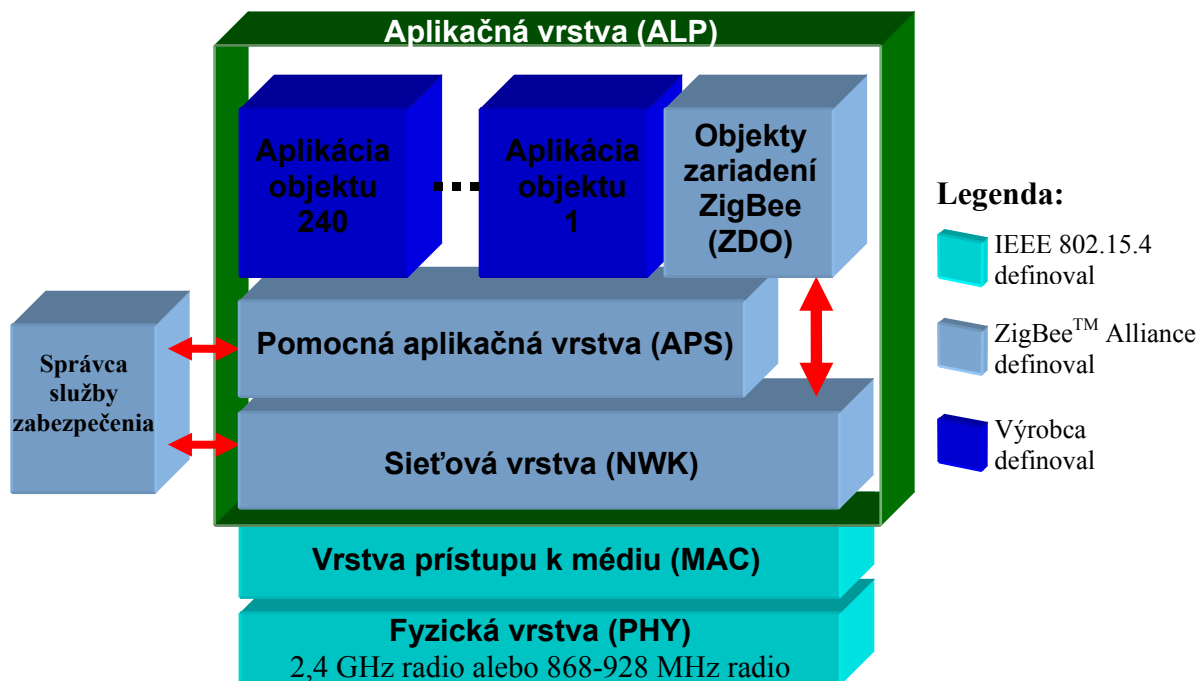 Aplikačná vrstva (ALP)
Aplikácia
objektu
240
Aplikácia
objektu
1
Objekty
zariadení
ZigBee
(ZDO)
Pomocná aplikačná vrstva (APS)
Správca
služby
zabezpečenia
Sieťová vrstva (NWK)
Vrstva prístupu k médiu (MAC)
Fyzická vrstva (PHY)
2,4 GHz radio alebo 868-928 MHz radio
Legenda:
IEEE 802.15.4
definoval
ZigBee™ Alliance
definoval
Výrobca
definoval